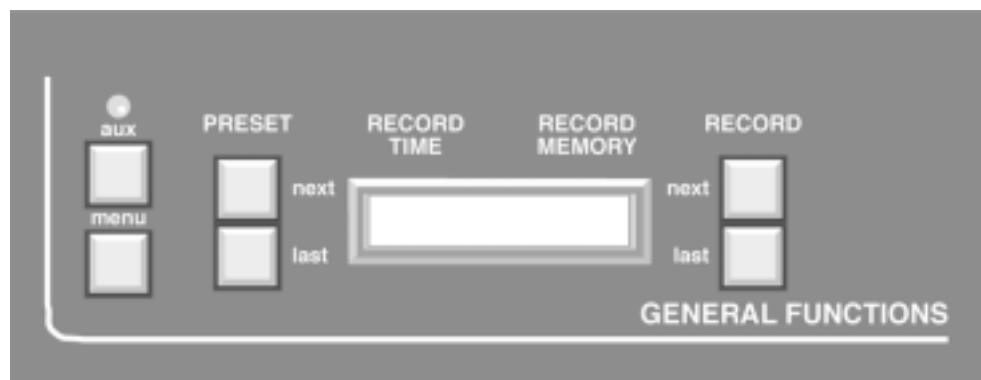 aux
menu
PRESET
next
last
RECORD
TIME
RECORD
MEMORY
RECORD
next
last
GENERAL FUNCTIONS